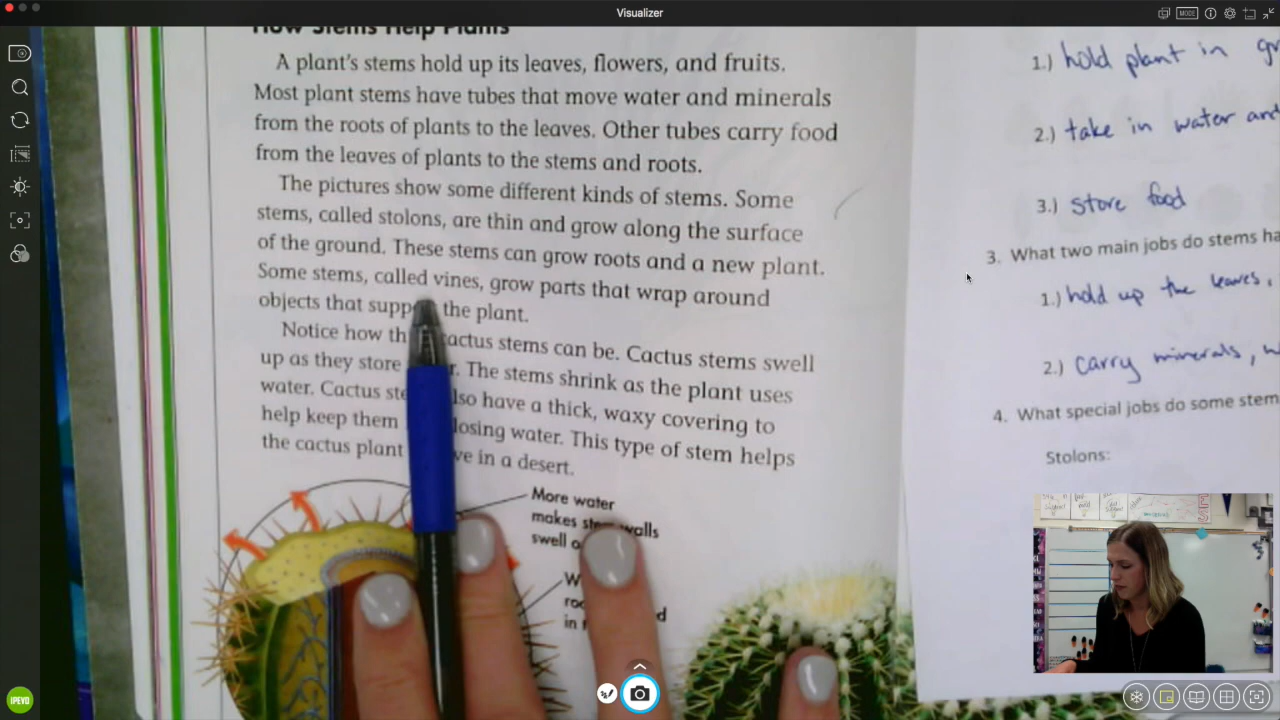 Visualizer
MODE
How Stems Help Plants
A plant's stems hold up its leaves, flowers, and fruits.
Most plant stems have tubes that move water and minerals
from the roots of plants to the leaves. Other tubes carry food
from the leaves of plants to the stems and roots.
The pictures show some different kinds of stems. Some
stems, called stolons, are thin and grow along the surface
of the ground. These stems can grow roots and a new plant.
Some stems, called vines, grow parts that wrap around
objects that supp the plant.
Notice how th cactus stems can be. Cactus stems swell
up as they store The stems shrink as the plant uses
water. Cactus ste lso have a thick, waxy covering to
help keep them losing water. This type of stem helps
the cactus plant ve in a desert.
More water
makes stem walls
swell
1.) hold plant in
2.) take in water and
3.) store food
3. What two main jobs do stems ha
1.) hold up the leaves,
2.) carry minerals, w
4. What special jobs do some stem
Stolons:
IPEVO